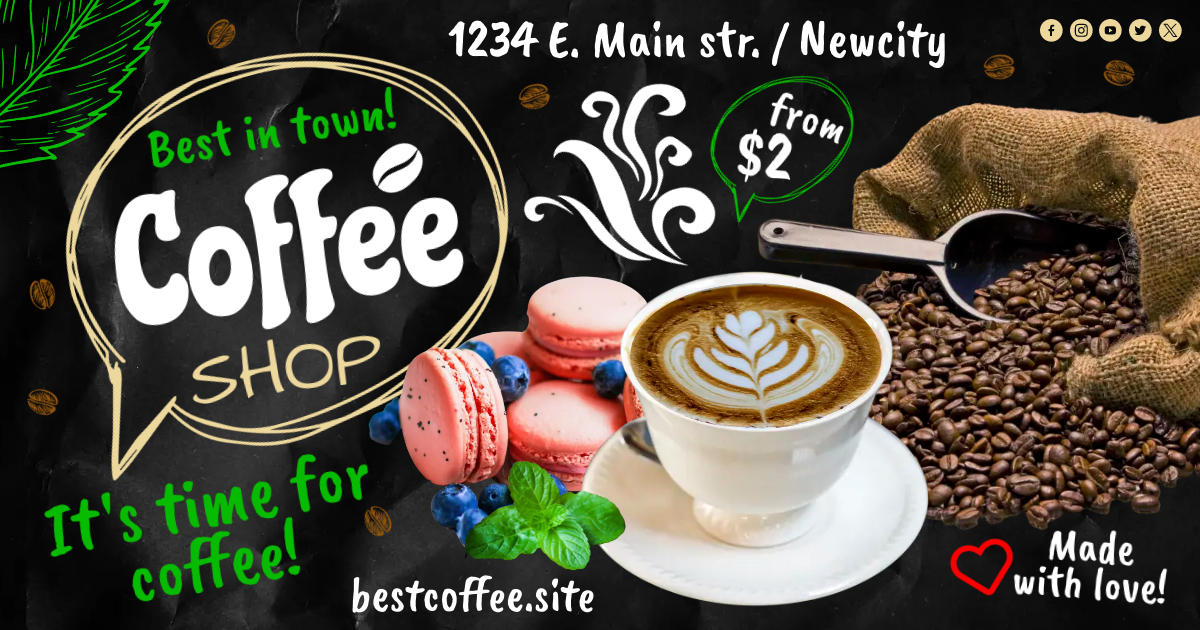 1234 E. Main str. / Newcity
Best in town!
Coffee
SHOP
from
$2
It's time for
coffee!
bestcoffee.site
Made
with love!